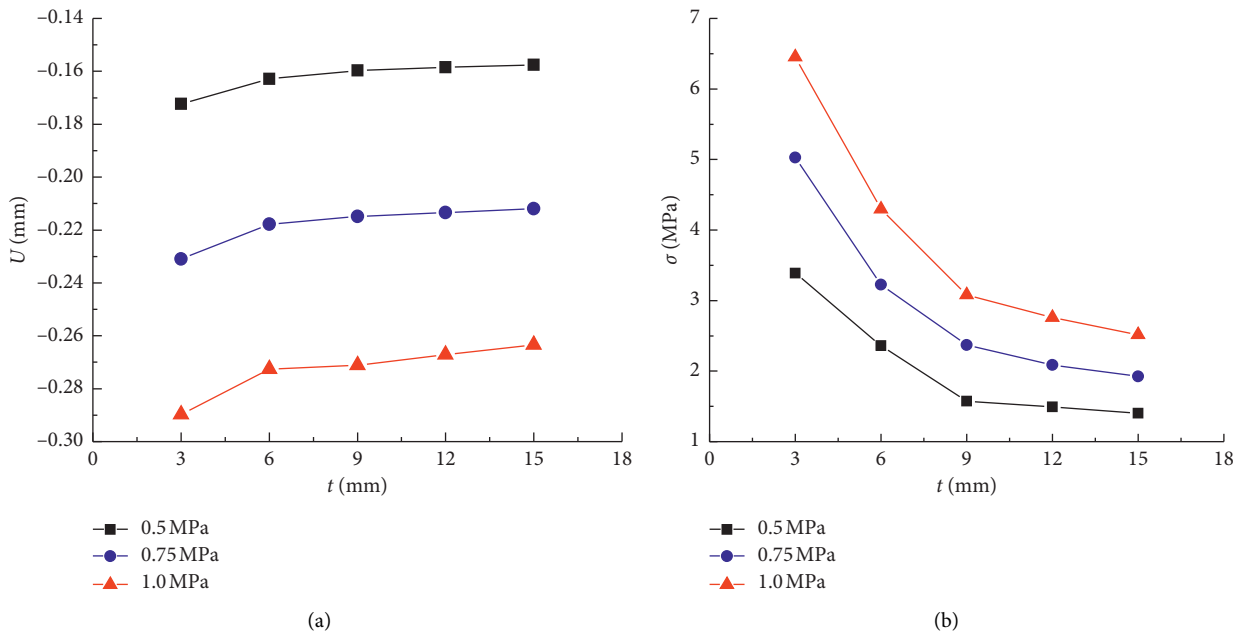 –0.14
–0.16
–0.18
–0.20
–0.22
–0.24
–0.26
–0.28
–0.30
U (mm)
0 3 6 9 12 15 18
t (mm)
0.5 MPa
0.75 MPa
1.0 MPa
(a)
7
6
5
4
3
2
1
σ (MPa)
0 3 6 9 12 15 18
t (mm)
0.5 MPa
0.75 MPa
1.0 MPa
(b)